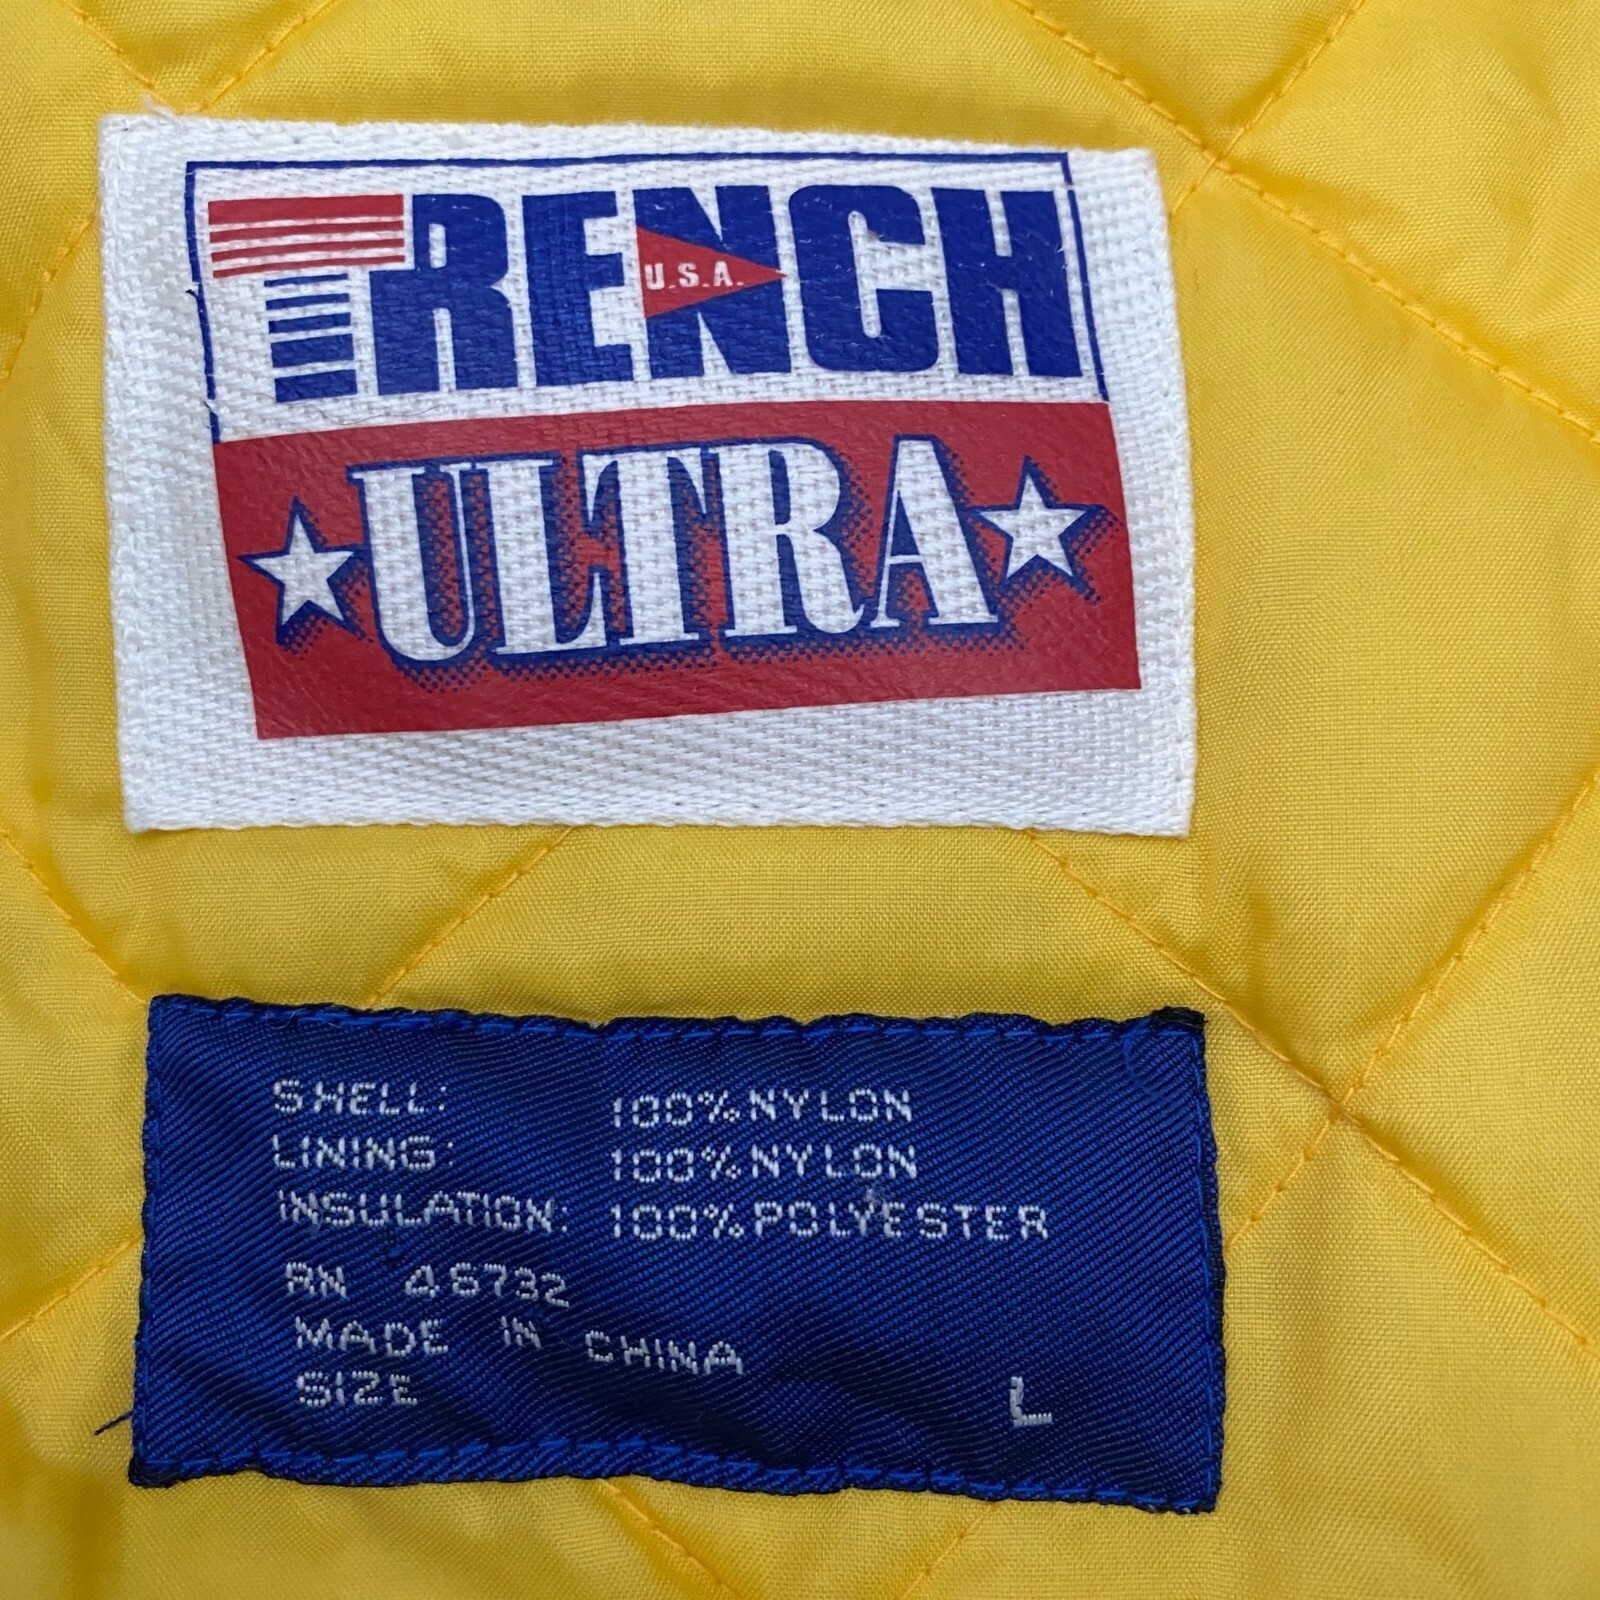 TRENCH
U.S.A.
ULTRA
SHELL: 100% NYLON
LINING: 100% NYLON
INSULATION: 100% POLYESTER
RN 46732
MADE IN CHINA
SIZE L